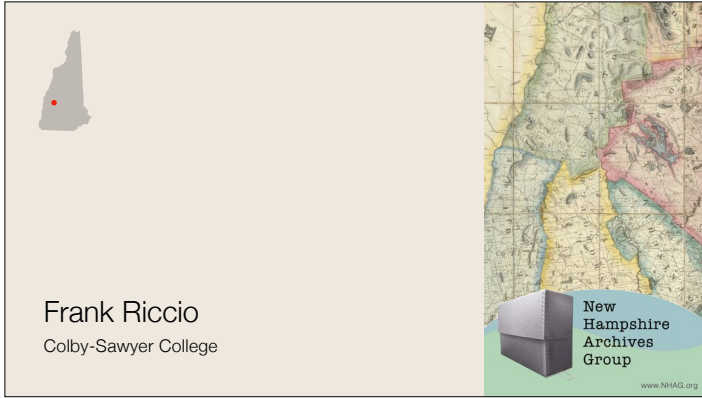 Frank Riccio
Colby-Sawyer College
New
Hampshire
Archives
Group
www.NHAG.org